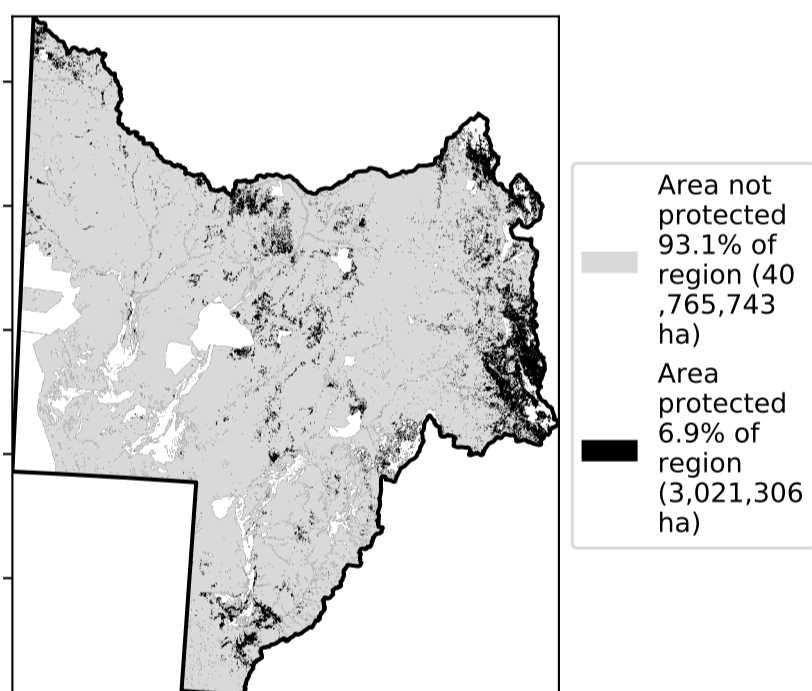 Area not
protected
93.1% of
region (40
,765,743
ha)
Area
protected
6.9% of
region
(3,021,306
ha)